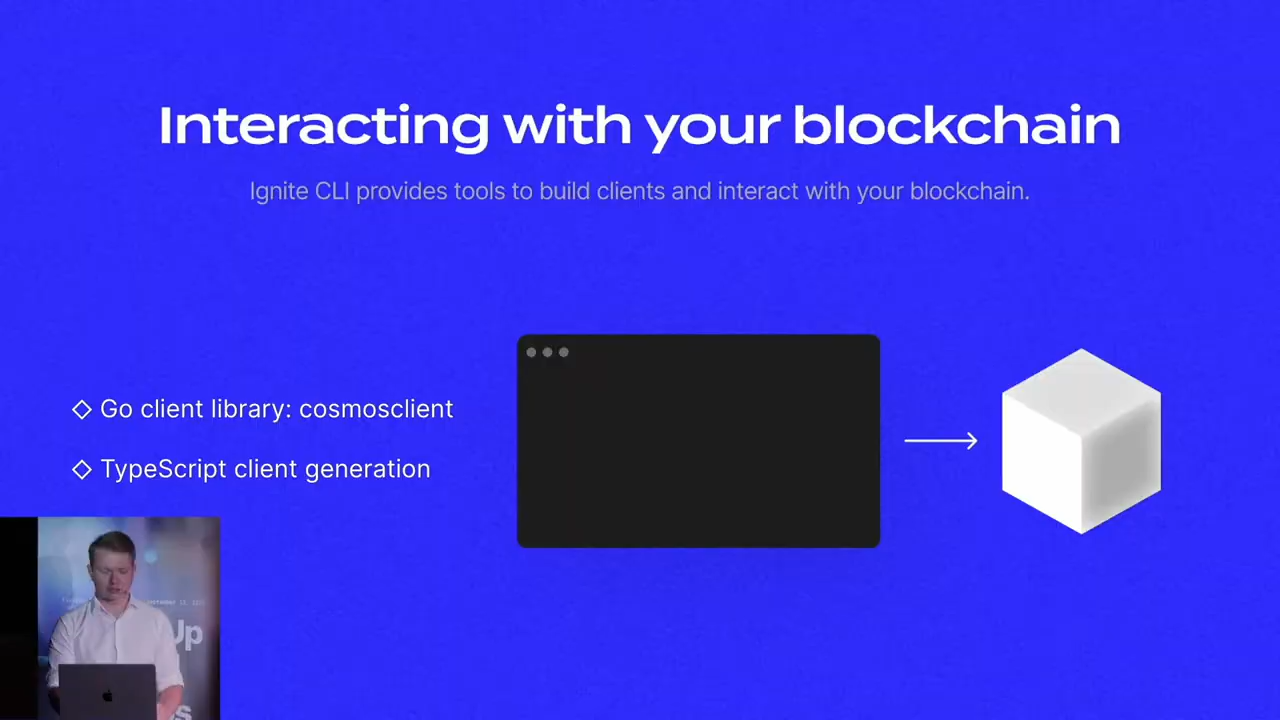 Interacting with your blockchain
Ignite CLI provides tools to build clients and interact with your blockchain.
Go client library: cosmosclient
TypeScript client generation
Up